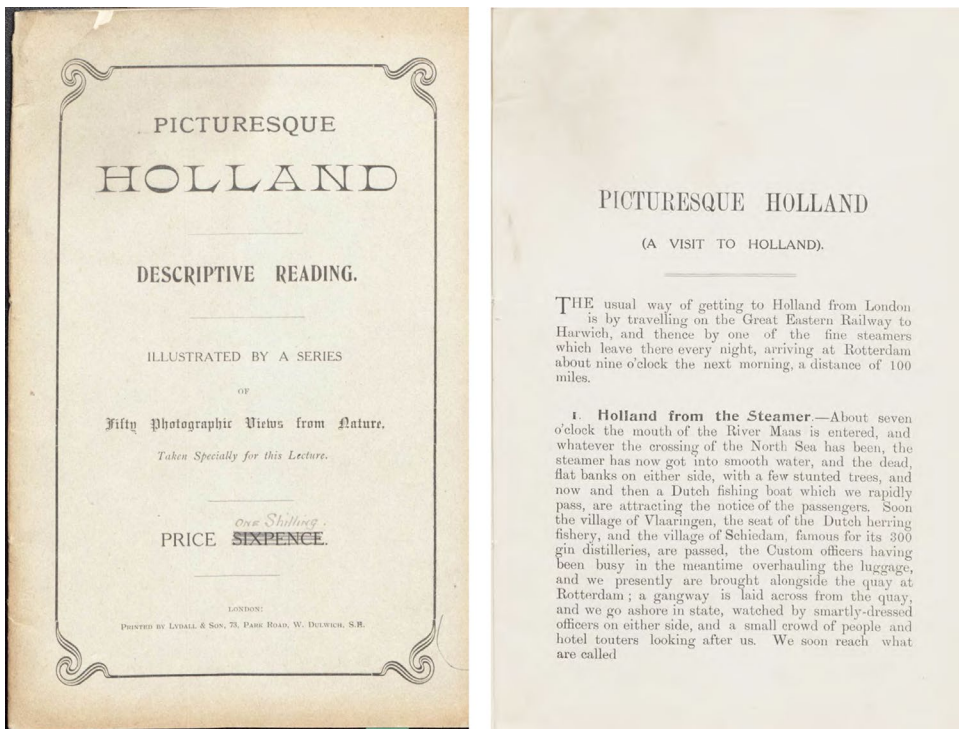 PICTURESQUE
HOLLAND
DESCRIPTIVE READING.
ILLUSTRATED BY A SERIES
OF
Fifty Photographic Views from Nature.
Taken Specially for this Lecture.
One Shilling.
PRICE SIXPENCE.
LONDON:
PRINTED BY LYDALL & SON, 73, PARK ROAD, W. DULWICH, S.E.
PICTURESQUE HOLLAND
(A VISIT TO HOLLAND).
THE usual way of getting to Holland from London
is by travelling on the Great Eastern Railway to
Harwich, and thence by one of the fine steamers
which leave there every night, arriving at Rotterdam
about nine o'clock the next morning, a distance of 100
miles.
1. Holland from the Steamer.—About seven
o'clock the mouth of the River Maas is entered, and
whatever the crossing of the North Sea has been, the
steamer has now got into smooth water, and the dead,
flat banks on either side, with a few stunted trees, and
now and then a Dutch fishing boat which we rapidly
pass, are attracting the notice of the passengers. Soon
the village of Vlaaringen, the seat of the Dutch herring
fishery, and the village of Schiedam, famous for its 300
gin distilleries, are passed, the Custom officers having
been busy in the meantime overhauling the luggage,
and we presently are brought alongside the quay at
Rotterdam; a gangway is laid across from the quay,
and we go ashore in state, watched by smartly-dressed
officers on either side, and a small crowd of people and
hotel touters looking after us. We soon reach what
are called